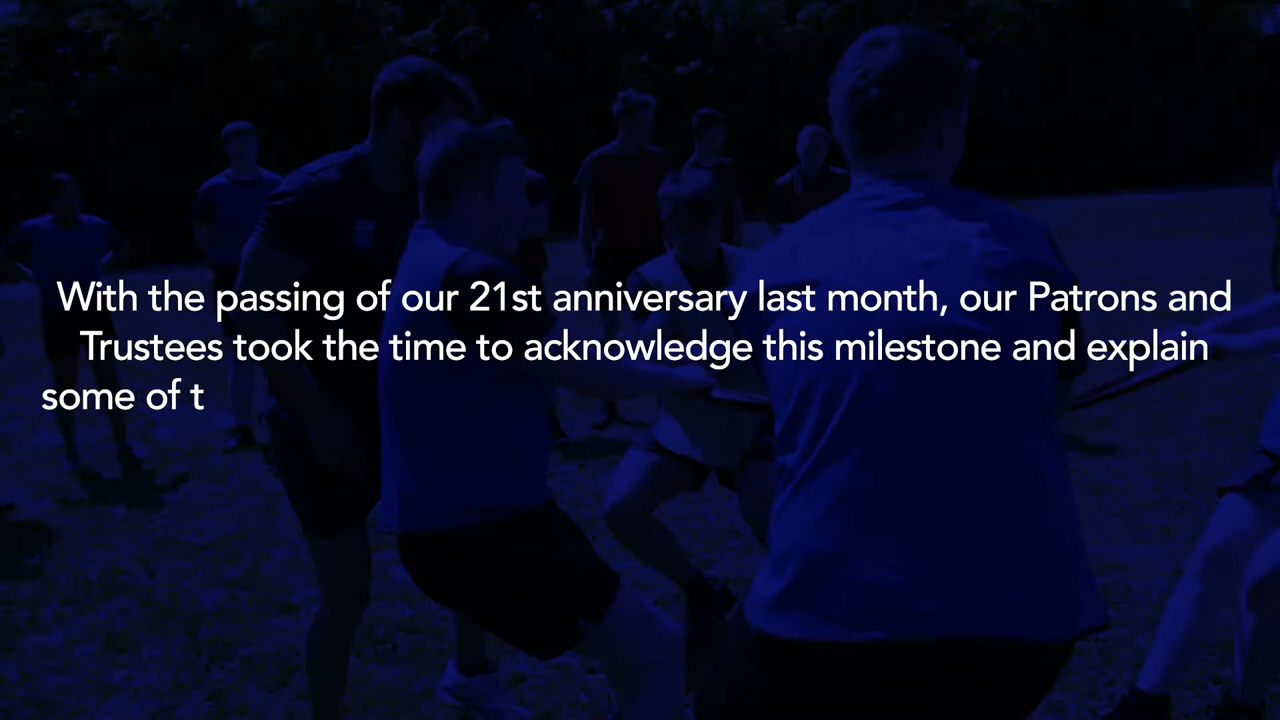 With the passing of our 21st anniversary last month, our Patrons and
Trustees took the time to acknowledge this milestone and explain
some of t